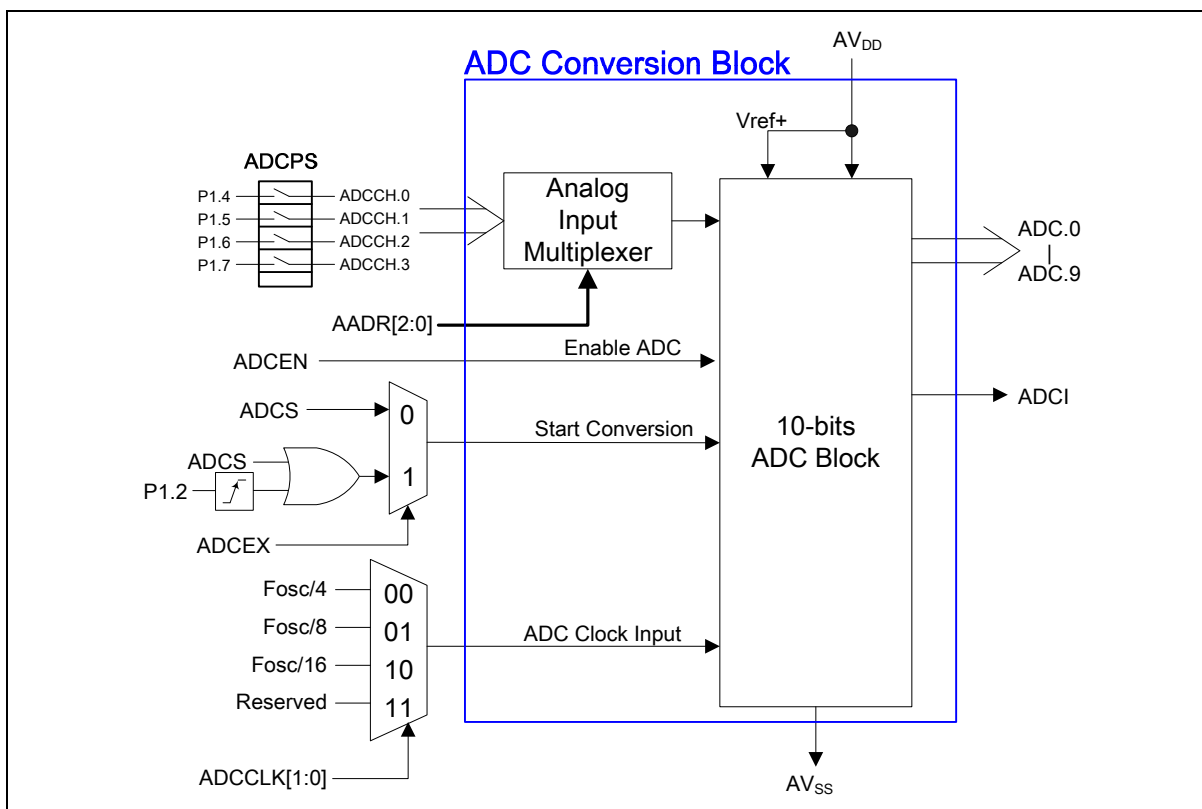 AVDD
ADC Conversion Block
Vref+
ADCPS
P1.4 ADCCH.0
P1.5 ADCCH.1
P1.6 ADCCH.2
P1.7 ADCCH.3
Analog
Input
Multiplexer
ADC.0
|
ADC.9
AADR[2:0]
ADCEN
Enable ADC
ADCS
0
Start Conversion
ADCS
P1.2
1
ADCEX
10-bits
ADC Block
ADCI
Fosc/4 00
Fosc/8 01
Fosc/16 10
Reserved 11
ADC Clock Input
ADCCLK[1:0]
AVSS